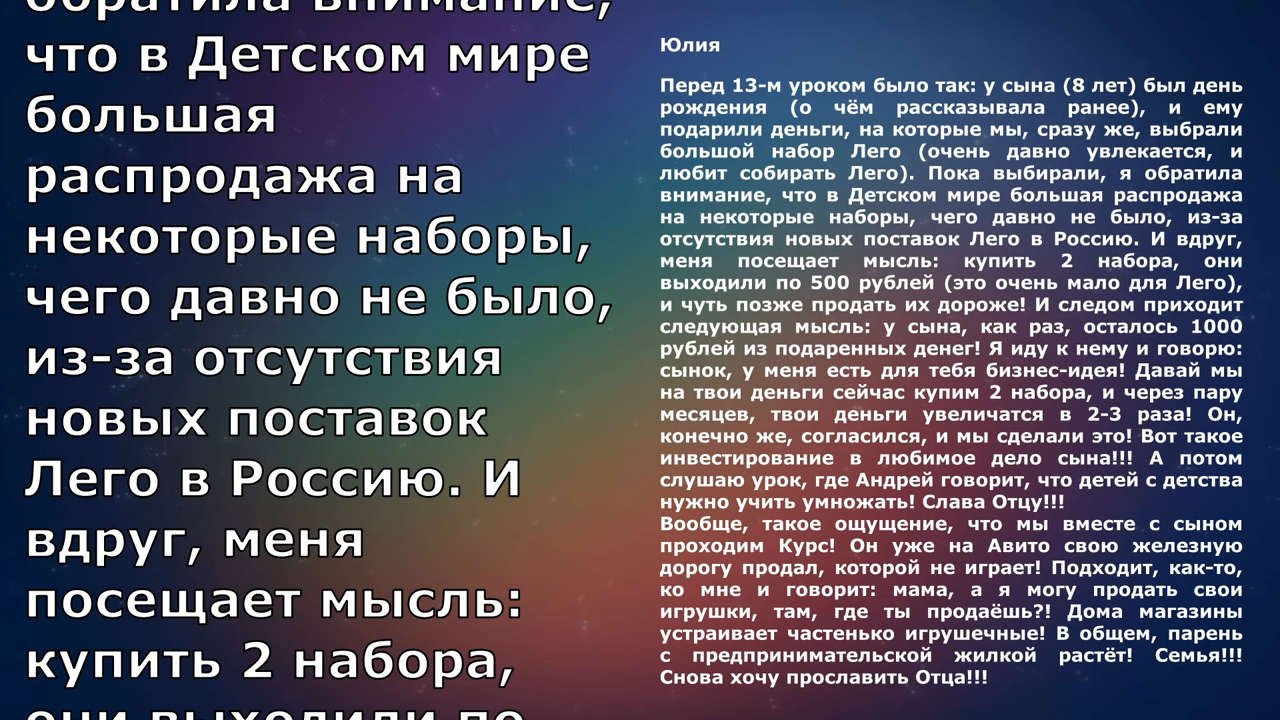 обратила внимание,
что в Детском мире
большая
распродажа на
некоторые наборы,
чего давно не было,
из-за отсутствия
новых поставок
Лего в Россию. И
вдруг, меня
посещает мысль:
купить 2 набора,
они выходили по
Юлия
Перед 13-м уроком было так: у сына (8 лет) был день
рождения (о чём рассказывала ранее), и ему
подарили деньги, на которые мы, сразу же, выбрали
большой набор Лего (очень давно увлекается, и
любит собирать Лего). Пока выбирали, я обратила
внимание, что в Детском мире большая распродажа
на некоторые наборы, чего давно не было, из-за
отсутствия новых поставок Лего в Россию. И вдруг,
меня посещает мысль: купить 2 набора, они
выходили по 500 рублей (это очень мало для Лего),
и чуть позже продать их дороже! И следом приходит
следующая мысль: у сына, как раз, осталось 1000
рублей из подаренных денег! Я иду к нему и говорю:
сынок, у меня есть для тебя бизнес-идея! Давай мы
на твои деньги сейчас купим 2 набора, и через пару
месяцев, твои деньги увеличатся в 2-3 раза! Он,
конечно же, согласился, и мы сделали это! Вот такое
инвестирование в любимое дело сына!!! А потом
слушаю урок, где Андрей говорит, что детей с детства
нужно учить умножать! Слава Отцу!!!
Вообще, такое ощущение, что мы вместе с сыном
проходим Курс! Он уже на Авито свою железную
дорогу продал, которой не играет! Подходит, как-то,
ко мне и говорит: мама, а я могу продать свои
игрушки, там, где ты продаёшь?! Дома магазины
устраивает частенько игрушечные! В общем, парень
с предпринимательской жилкой растёт! Семья!!!
Снова хочу прославить Отца!!!